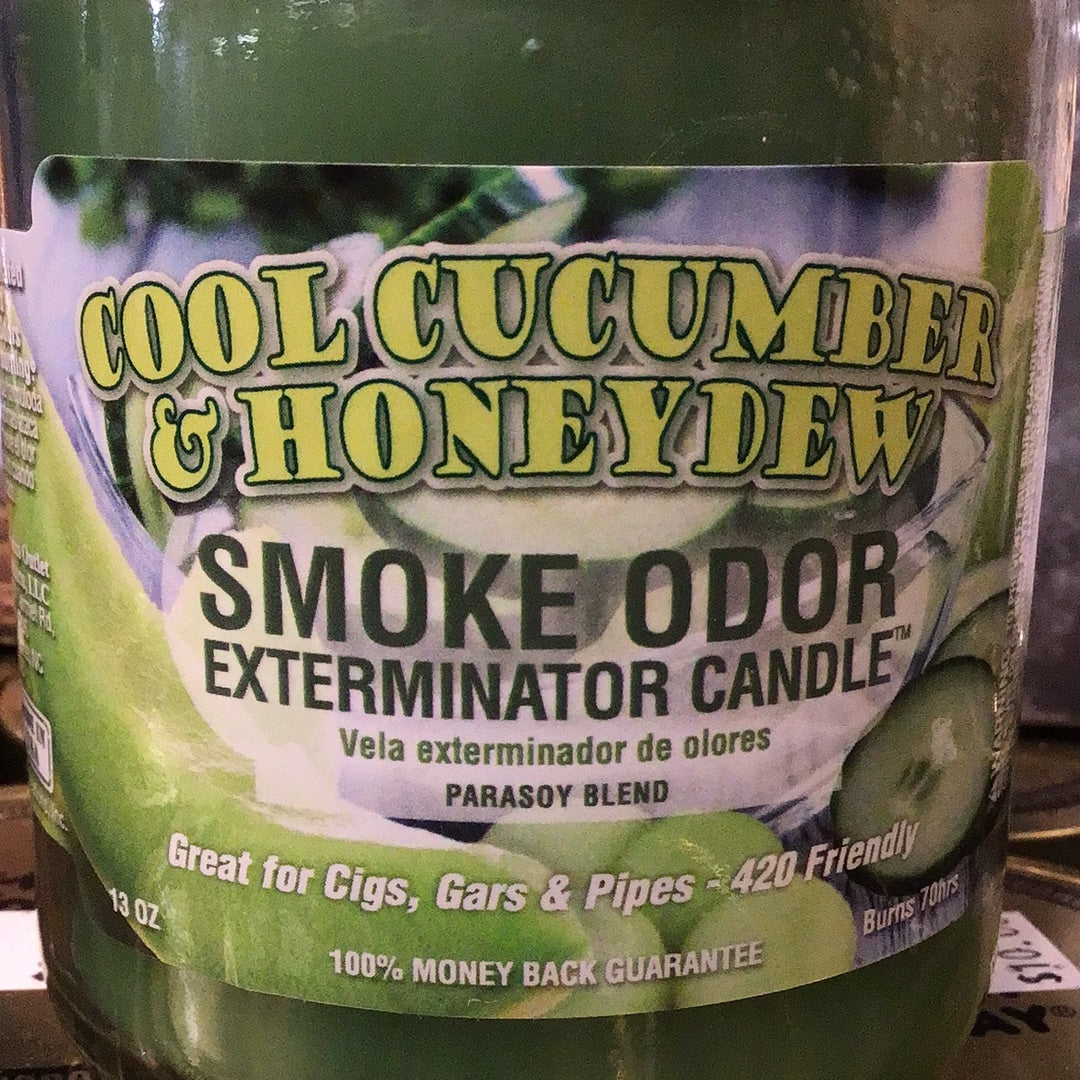 COOL CUCUMBER
& HONEYDEW
SMOKE ODOR
EXTERMINATOR CANDLE™
Vela exterminador de olores
PARASOY BLEND
Great for Cigs, Gars & Pipes - 420 Friendly
13 OZ
Burns 70hrs
100% MONEY BACK GUARANTEE